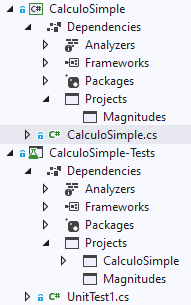 CalculoSimple
Dependencies
Analyzers
Frameworks
Packages
Projects
Magnitudes
C# CalculoSimple.cs
CalculoSimple-Tests
Dependencies
Analyzers
Frameworks
Packages
Projects
CalculoSimple
Magnitudes
C# UnitTest1.cs